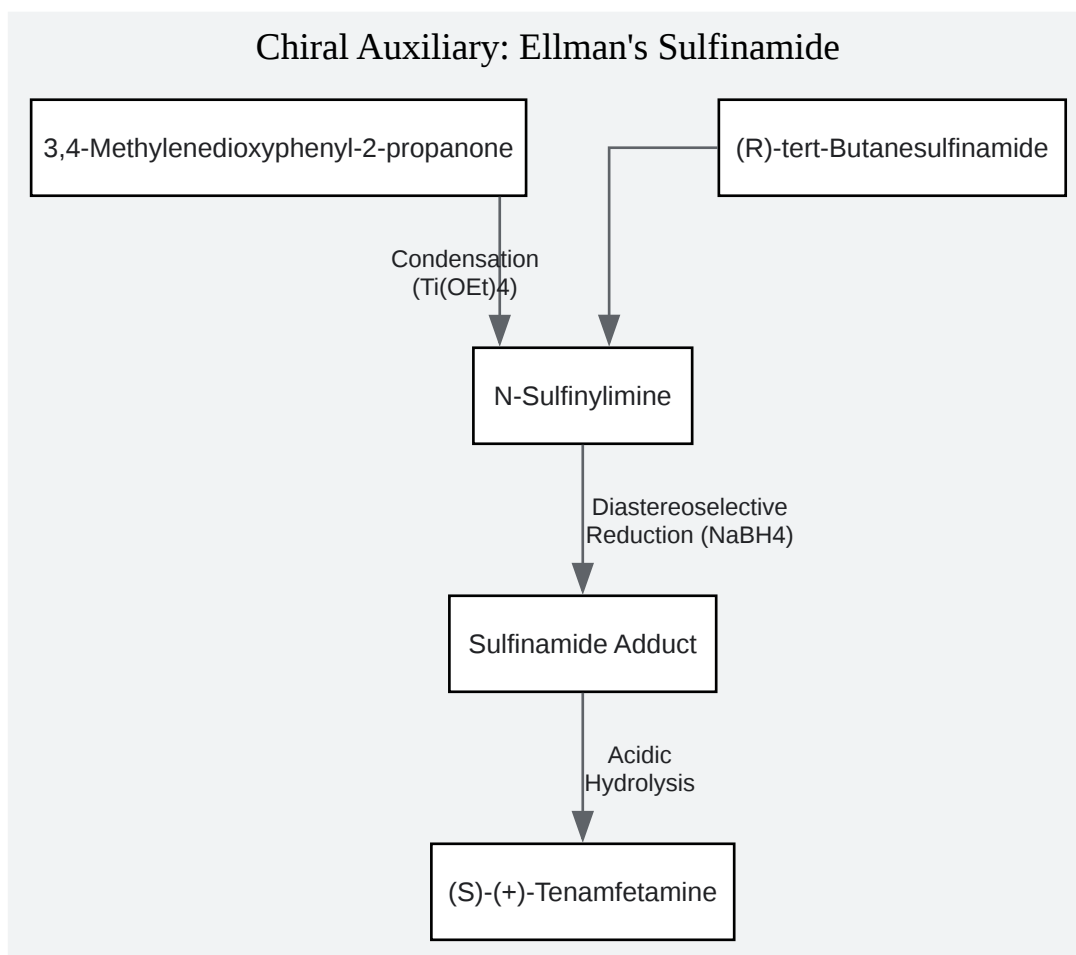 Chiral Auxiliary: Ellman's Sulfinamide
3,4-Methylenedioxyphenyl-2-propanone
(R)-tert-Butanesulfinamide
Condensation
(Ti(OEt)4)
N-Sulfinylimine
Diastereoselective
Reduction (NaBH4)
Sulfinamide Adduct
Acidic
Hydrolysis
(S)-(+)-Tenamfetamine